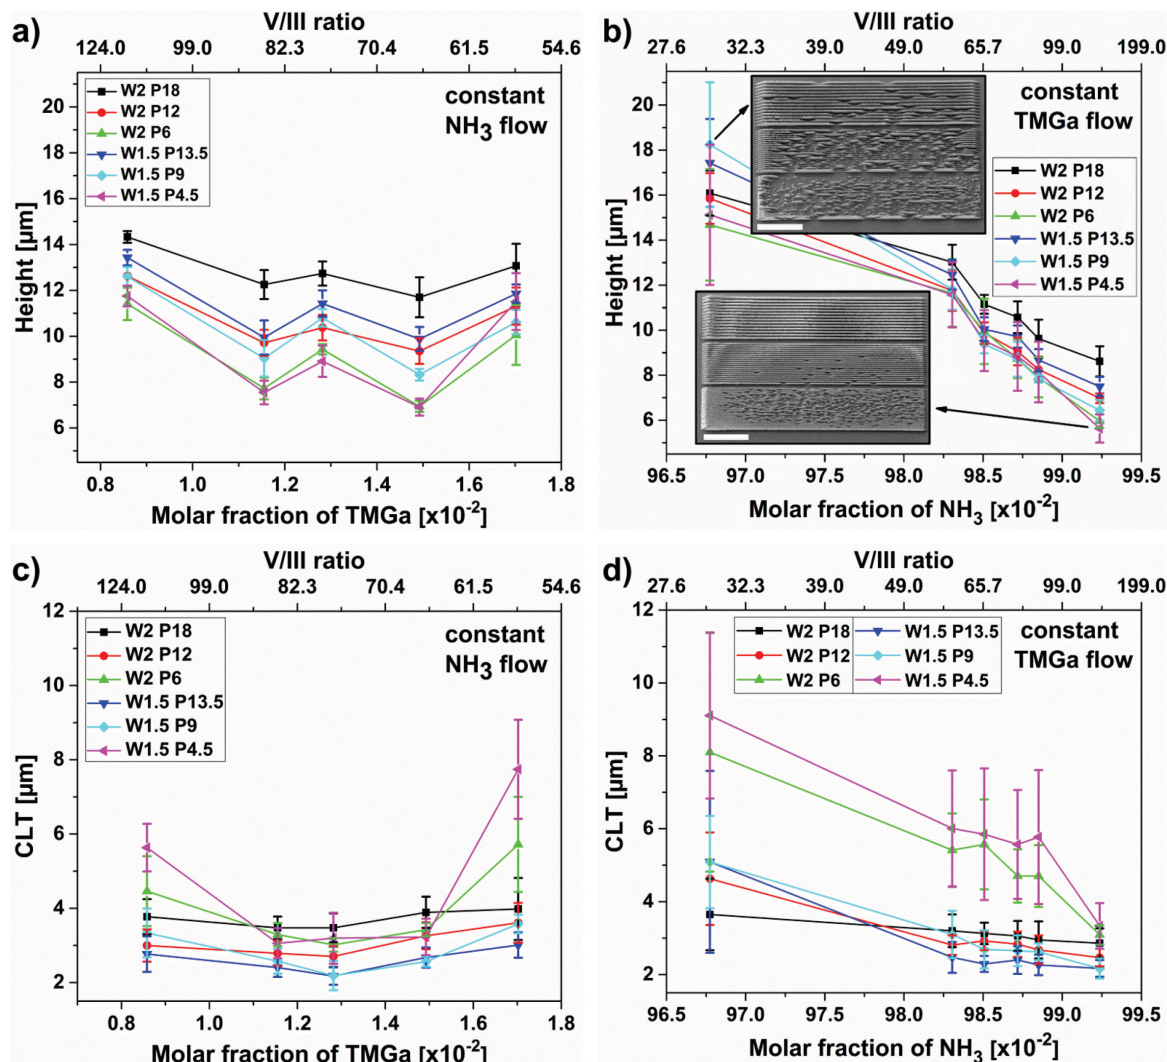 a)
V/III ratio
124.0 99.0 82.3 70.4 61.5 54.6
W2 P18
W2 P12
W2 P6
W1.5 P13.5
W1.5 P9
W1.5 P4.5
constant
NH3 flow
Height [µm]
20
18
16
14
12
10
8
6
0.8 1.0 1.2 1.4 1.6 1.8
Molar fraction of TMGa [x10-2]
b)
V/III ratio
27.6 32.3 39.0 49.0 65.7 99.0 199.0
constant
TMGa flow
W2 P18
W2 P12
W2 P6
W1.5 P13.5
W1.5 P9
W1.5 P4.5
Height [µm]
20
18
16
14
12
10
8
6
96.5 97.0 97.5 98.0 98.5 99.0 99.5
Molar fraction of NH3 [x10-2]
c)
V/III ratio
124.0 99.0 82.3 70.4 61.5 54.6
W2 P18
W2 P12
W2 P6
W1.5 P13.5
W1.5 P9
W1.5 P4.5
constant
NH3 flow
CLT [µm]
12
10
8
6
4
2
0.8 1.0 1.2 1.4 1.6 1.8
Molar fraction of TMGa [x10-2]
d)
V/III ratio
27.6 32.3 39.0 49.0 65.7 99.0 199.0
W2 P18 W1.5 P13.5
W2 P12 W1.5 P9
W2 P6 W1.5 P4.5
constant
TMGa flow
CLT [µm]
12
10
8
6
4
2
96.5 97.0 97.5 98.0 98.5 99.0 99.5
Molar fraction of NH3 [x10-2]